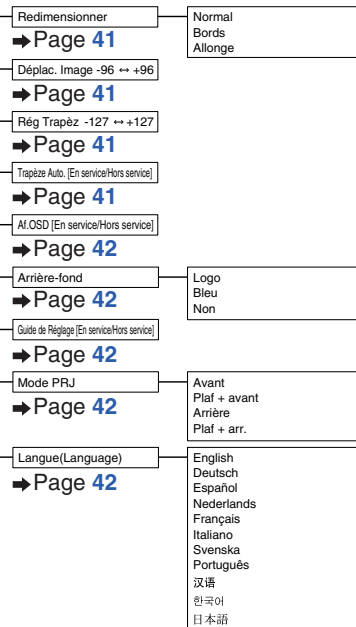 Redimensionner
Normal
Bords
Allonge
➡Page 41
Déplac. Image -96 ↔ +96
➡Page 41
Rég Trapèz -127 ↔ +127
➡Page 41
Trapèze Auto. [En service/Hors service]
➡Page 41
Af.OSD [En service/Hors service]
➡Page 42
Arrière-fond
Logo
Bleu
Non
➡Page 42
Guide de Réglage [En service/Hors service]
➡Page 42
Mode PRJ
Avant
Plaf + avant
Arrière
Plaf + arr.
➡Page 42
Langue(Language)
➡Page 42
English
Deutsch
Español
Nederlands
Français
Italiano
Svenska
Português
汉语
한국어
日本語